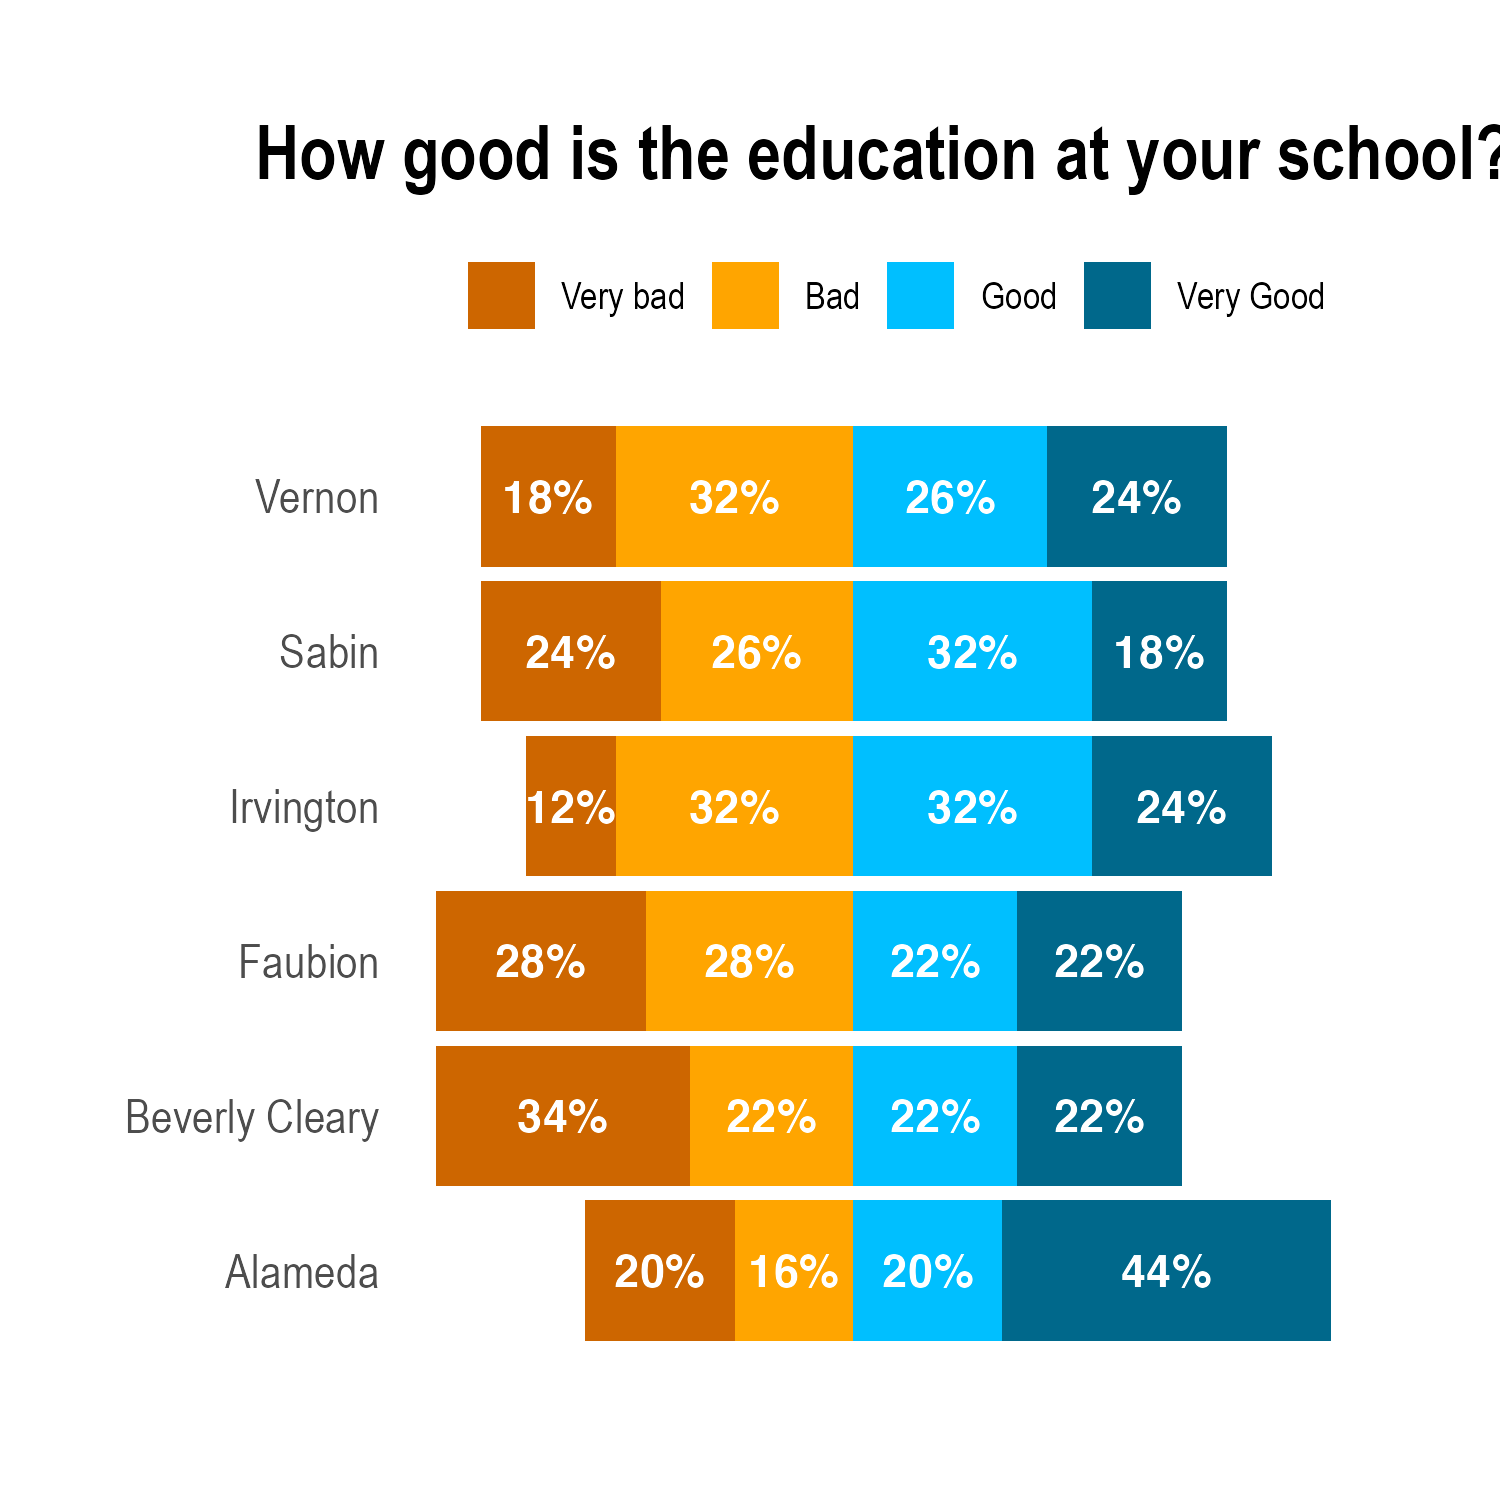 How good is the education at your school?
Very bad Bad Good Very Good
Vernon 18% 32% 26% 24%
Sabin 24% 26% 32% 18%
Irvington 12% 32% 32% 24%
Faubion 28% 28% 22% 22%
Beverly Cleary 34% 22% 22% 22%
Alameda 20% 16% 20% 44%